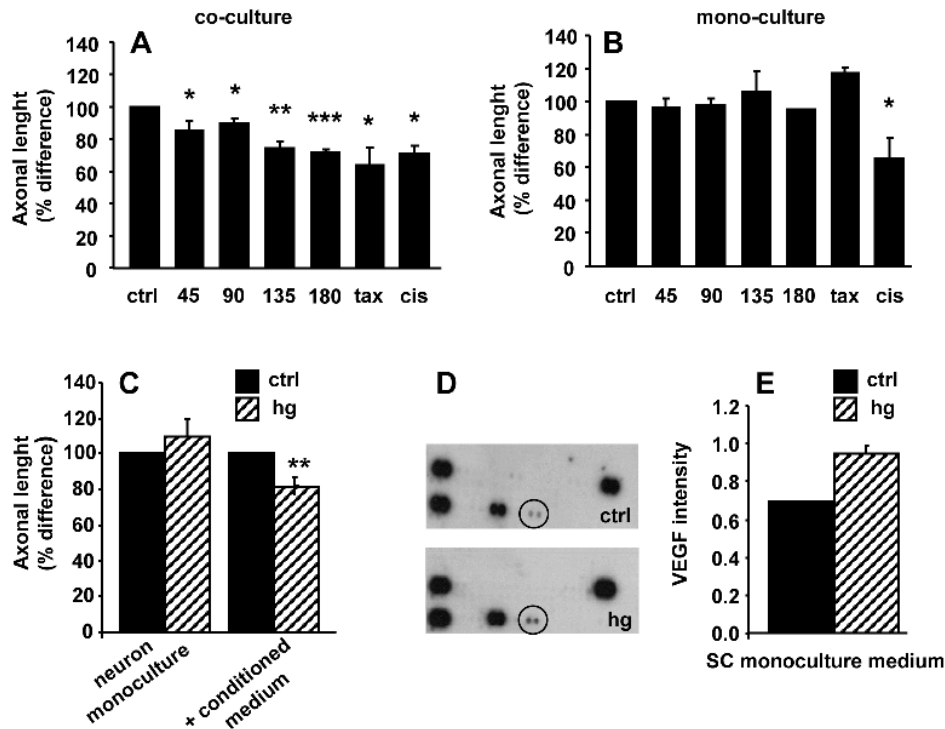 co-culture
mono-culture
A
B
Axonal lenght
(% difference)
140
120
100
80
60
40
20
0
* * ** *** * *
ctrl 45 90 135 180 tax cis
Axonal lenght
(% difference)
140
120
100
80
60
40
20
0
*
ctrl 45 90 135 180 tax cis
C
ctrl
hg
Axonal lenght
(% difference)
140
120
100
80
60
40
20
0
**
neuron
monoculture
+ conditioned
medium
D
ctrl
hg
E
ctrl
hg
VEGF intensity
1.2
1.0
0.8
0.6
0.4
0.2
0.0
SC monoculture medium